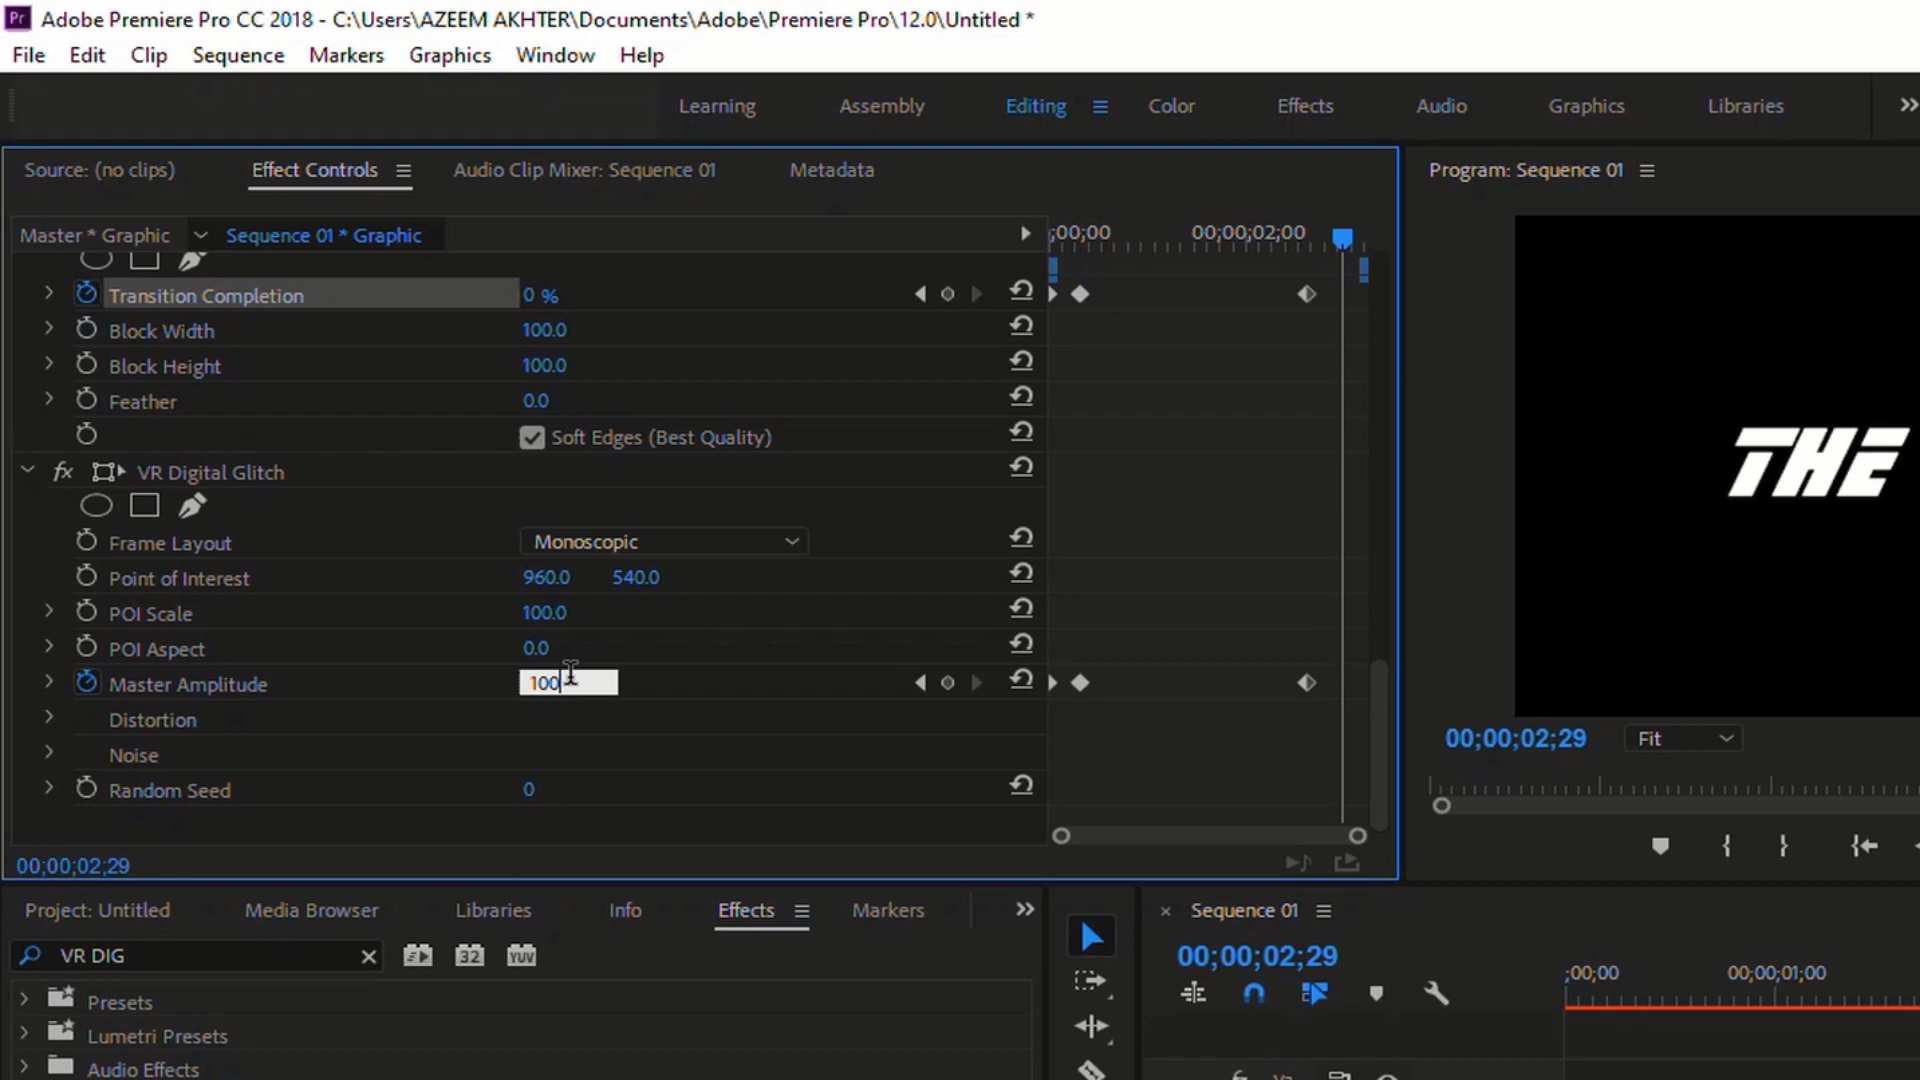 Pr Adobe Premiere Pro CC 2018 - C:\Users\AZEEM AKHTER\Documents\Adobe\Premiere Pro\12.0\Untitled *
File Edit Clip Sequence Markers Graphics Window Help
Learning Assembly Editing Color Effects Audio Graphics Libraries
Source: (no clips) Effect Controls Audio Clip Mixer: Sequence 01 Metadata Program: Sequence 01
Master * Graphic Sequence 01 * Graphic ;00;00 00;00;02;00
Transition Completion 0 %
Block Width 100.0
Block Height 100.0
Feather 0.0
Soft Edges (Best Quality)
THE
fx VR Digital Glitch
Frame Layout Monoscopic
Point of Interest 960.0 540.0
POI Scale 100.0
POI Aspect 0.0
Master Amplitude 100
Distortion
Noise
Random Seed 0
00;00;02;29 Fit
00;00;02;29
Project: Untitled Media Browser Libraries Info Effects Markers Sequence 01
VR DIG 32 YUV 00;00;02;29
;00;00 00;00;01;00
Presets
Lumetri Presets
Audio Effects